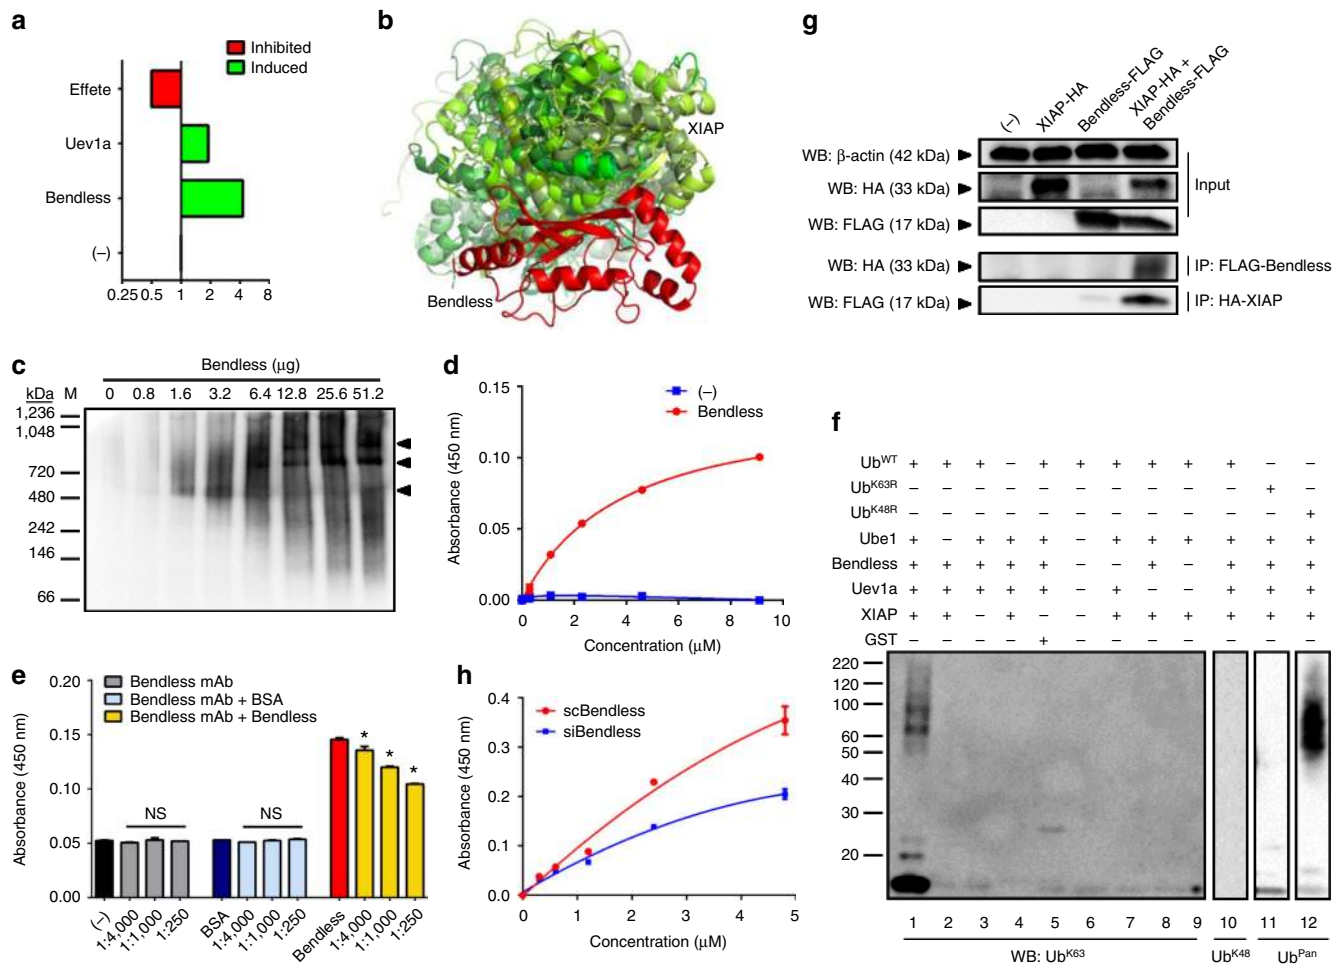 a
Inhibited
Induced
Effete
Uev1a
Bendless
(–)
0.25 0.5 1 2 4 8
b
XIAP
Bendless
g
(–)
XIAP-HA
Bendless-FLAG
XIAP-HA +
Bendless-FLAG
WB: β-actin (42 kDa)
WB: HA (33 kDa)
WB: FLAG (17 kDa)
Input
WB: HA (33 kDa)
IP: FLAG-Bendless
WB: FLAG (17 kDa)
IP: HA-XIAP
c
Bendless (μg)
kDa M 0 0.8 1.6 3.2 6.4 12.8 25.6 51.2
1,236
1,048
720
480
242
146
66
d
(–)
Bendless
0.15
0.10
0.05
0.00
Absorbance (450 nm)
0 2 4 6 8 10
Concentration (μM)
e
Bendless mAb
Bendless mAb + BSA
Bendless mAb + Bendless
0.20
0.15
0.10
0.05
0.00
Absorbance (450 nm)
NS
NS
* * *
(–) 1:4,000 1:1,000 1:250 BSA 1:4,000 1:1,000 1:250 Bendless 1:4,000 1:1,000 1:250
h
scBendless
siBendless
0.4
0.3
0.2
0.1
0.0
Absorbance (450 nm)
0 1 2 3 4 5
Concentration (μM)
f
Ub^WT + + + – + + + + + + – –
Ub^K63R – – – – – – – – – – + –
Ub^K48R – – – – – – – – – – – +
Ube1 + – + + + – + + + + + +
Bendless + + + + + – – + – + + +
Uev1a + + + + + – + – – + + +
XIAP + + – + – – + + + + + +
GST – – – – + – – – – – – –
220
120
100
60
50
40
30
20
1 2 3 4 5 6 7 8 9 10 11 12
WB: Ub^K63 Ub^K48 Ub^Pan